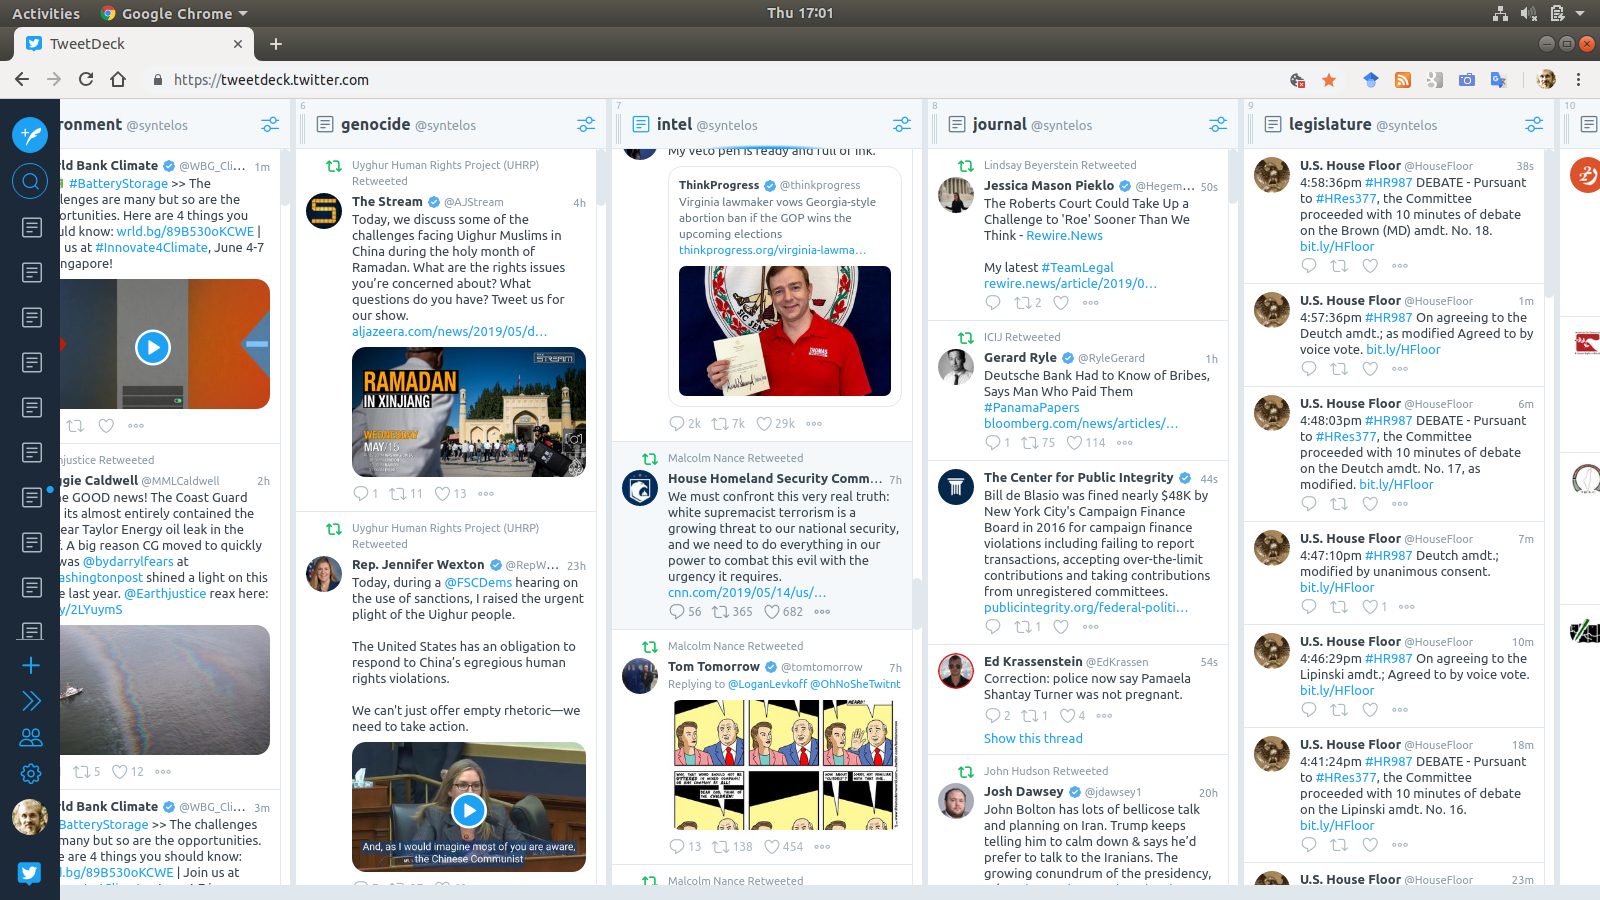 Activities
Google Chrome
Thu 17:01
TweetDeck
https://tweetdeck.twitter.com
ronment @syntelos
rld Bank Climate @WBG_Cli... 1m
#BatteryStorage >> The
llenges are many but so are the
ortunities. Here are 4 things you
uld know: wrld.bg/89B530oKCWE |
us at #Innovate4Climate, June 4-7
ngapore!
njustice Retweeted
ggie Caldwell @MMLCaldwell 2h
ne GOOD news! The Coast Guard
its almost entirely contained the
ear Taylor Energy oil leak in the
. A big reason CG moved to quickly
was @bydarrylfears at
ashingtonpost shined a light on this
e last year. @Earthjustice reax here:
y/2LYuymS
5 12
rld Bank Climate @WBG_Cli... 3m
BatteryStorage >> The challenges
many but so are the opportunities.
e are 4 things you should know:
d.bg/89B530oKCWE | Join us at
6
genocide @syntelos
Uyghur Human Rights Project (UHRP)
Retweeted
The Stream @AJStream 4h
Today, we discuss some of the
challenges facing Uighur Muslims in
China during the holy month of
Ramadan. What are the rights issues
you're concerned about? What
questions do you have? Tweet us for
our show.
aljazeera.com/news/2019/05/d...
STREAM
RAMADAN
IN XINJIANG
WEDNESDAY
MAY/15
1 11 13
Uyghur Human Rights Project (UHRP)
Retweeted
Rep. Jennifer Wexton @RepW... 23h
Today, during a @FSCDems hearing on
the use of sanctions, I raised the urgent
plight of the Uighur people.
The United States has an obligation to
respond to China's egregious human
rights violations.
We can't just offer empty rhetoric—we
need to take action.
And, as I would imagine most of you are aware,
the Chinese Communist
7
intel @syntelos
My veto pen is ready and full of ink.
ThinkProgress @thinkprogress
Virginia lawmaker vows Georgia-style
abortion ban if the GOP wins the
upcoming elections
thinkprogress.org/virginia-lawma...
THOMAS
2k 7k 29k
Malcolm Nance Retweeted
House Homeland Security Comm... 7h
We must confront this very real truth:
white supremacist terrorism is a
growing threat to our national security,
and we need to do everything in our
power to combat this evil with the
urgency it requires.
cnn.com/2019/05/14/us/...
56 365 682
Malcolm Nance Retweeted
Tom Tomorrow @tomtomorrow 7h
Replying to @LoganLevkoff @OhNoSheTwitnt
13 138 454
Malcolm Nance Retweeted
8
journal @syntelos
Lindsay Beyerstein Retweeted
Jessica Mason Pieklo @Hegem... 50s
The Roberts Court Could Take Up a
Challenge to 'Roe' Sooner Than We
Think - Rewire.News
My latest #TeamLegal
rewire.news/article/2019/0...
2
ICIJ Retweeted
Gerard Ryle @RyleGerard 1h
Deutsche Bank Had to Know of Bribes,
Says Man Who Paid Them
#PanamaPapers
bloomberg.com/news/articles/...
1 75 114
The Center for Public Integrity 44s
Bill de Blasio was fined nearly $48K by
New York City's Campaign Finance
Board in 2016 for campaign finance
violations including failing to report
transactions, accepting over-the-limit
contributions and taking contributions
from unregistered committees.
publicintegrity.org/federal-politi...
1
Ed Krassenstein @EdKrassen 54s
Correction: police now say Pamaela
Shantay Turner was not pregnant.
2 1 4
Show this thread
John Hudson Retweeted
Josh Dawsey @jdawsey1 20h
John Bolton has lots of bellicose talk
and planning on Iran. Trump keeps
telling him to calm down & says he'd
prefer to talk to the Iranians. The
growing conundrum of the presidency,
9
legislature @syntelos
U.S. House Floor @HouseFloor 38s
4:58:36pm #HR987 DEBATE - Pursuant
to #HRes377, the Committee
proceeded with 10 minutes of debate
on the Brown (MD) amdt. No. 18.
bit.ly/HFloor
U.S. House Floor @HouseFloor 1m
4:57:36pm #HR987 On agreeing to the
Deutch amdt.; as modified Agreed to by
voice vote. bit.ly/HFloor
U.S. House Floor @HouseFloor 6m
4:48:03pm #HR987 DEBATE - Pursuant
to #HRes377, the Committee
proceeded with 10 minutes of debate
on the Deutch amdt. No. 17, as
modified. bit.ly/HFloor
U.S. House Floor @HouseFloor 7m
4:47:10pm #HR987 Deutch amdt.;
modified by unanimous consent.
bit.ly/HFloor
1
U.S. House Floor @HouseFloor 10m
4:46:29pm #HR987 On agreeing to the
Lipinski amdt.; Agreed to by voice vote.
bit.ly/HFloor
U.S. House Floor @HouseFloor 18m
4:41:24pm #HR987 DEBATE - Pursuant
to #HRes377, the Committee
proceeded with 10 minutes of debate
on the Lipinski amdt. No. 16.
bit.ly/HFloor
U.S. House Floor @HouseFloor 23m
10